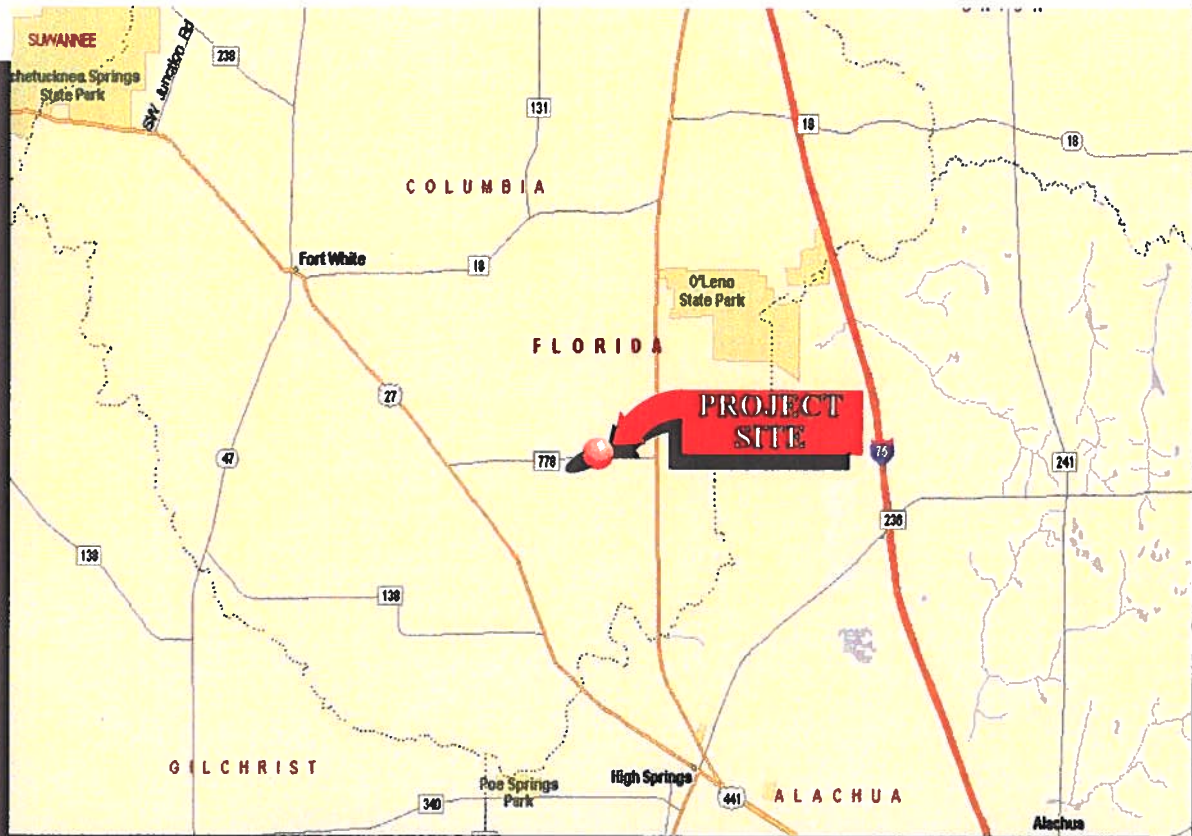 SUWANNEE
chetucknee Springs
State Park
SW Junction Rd
238
131
18
18
COLUMBIA
Fort White
18
O'Leno
State Park
FLORIDA
27
PROJECT
SITE
47
778
75
241
236
138
138
GILCHRIST
Poe Springs
Park
High Springs
340
441
ALACHUA
Alachua